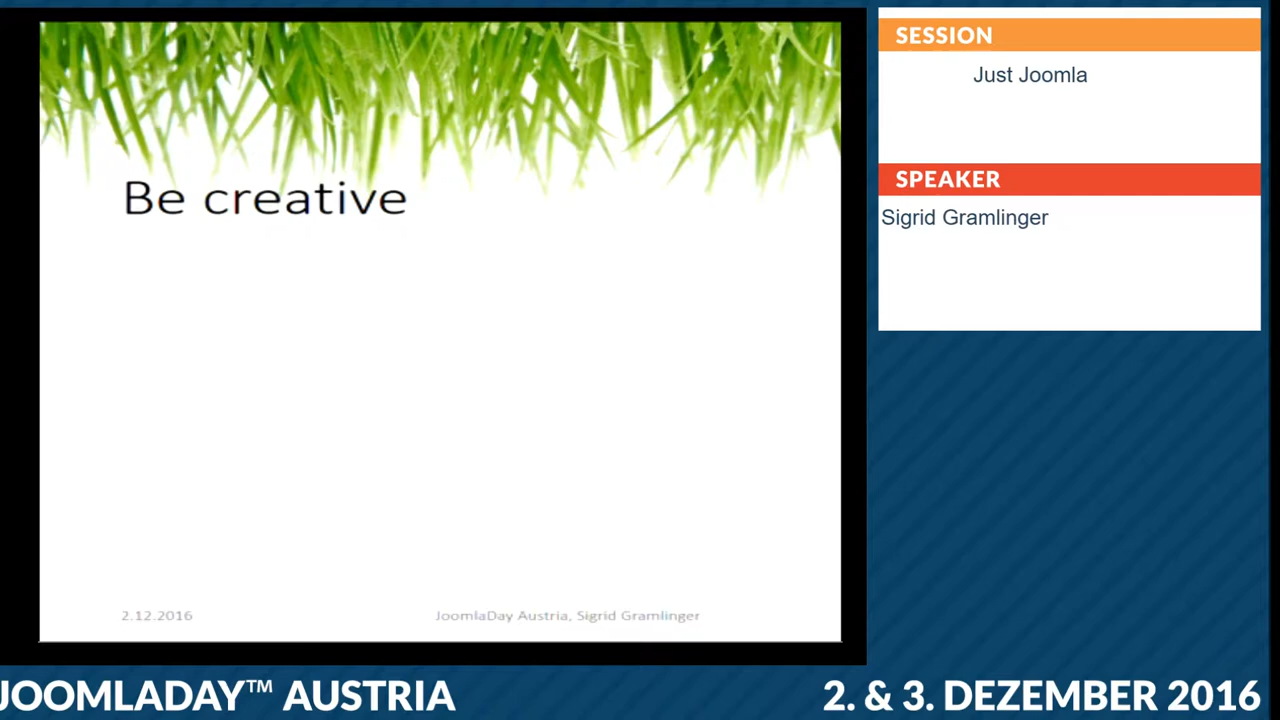 Be creative
2.12.2016
JoomlaDay Austria, Sigrid Gramlinger
SESSION
Just Joomla
SPEAKER
Sigrid Gramlinger
JOOMLADAY™ AUSTRIA
2. & 3. DEZEMBER 2016